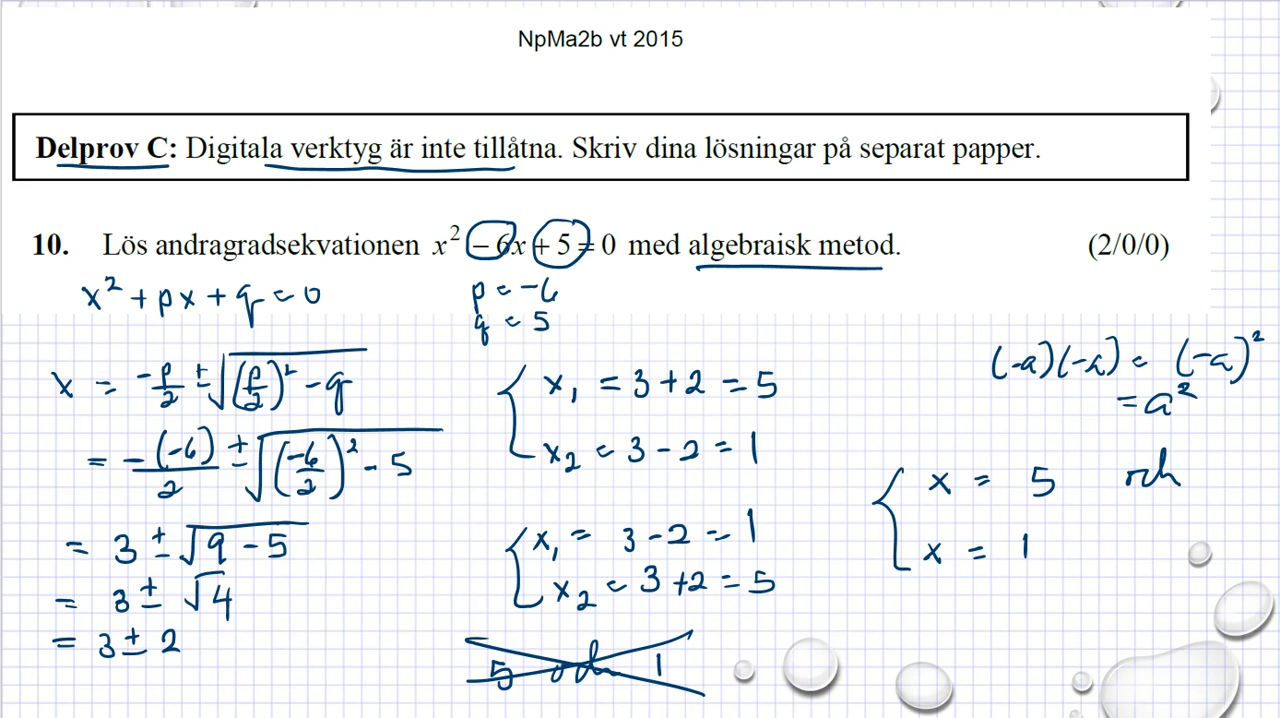 NpMa2b vt 2015
Delprov C: Digitala verktyg är inte tillåtna. Skriv dina lösningar på separat papper.
10. Lös andragradsekvationen x² − 6x + 5 = 0 med algebraisk metod. (2/0/0)
x² + px + q = 0
p = -6
q = 5
x = -p/2 ± √((p/2)² - q)
= -(-6)/2 ± √((-6/2)² - 5)
= 3 ± √(9 - 5)
= 3 ± √4
= 3 ± 2
x₁ = 3 + 2 = 5
x₂ = 3 - 2 = 1
x₁ = 3 - 2 = 1
x₂ = 3 + 2 = 5
5 och 1
(-a)(-a) = (-a)²
= a²
x = 5 och
x = 1